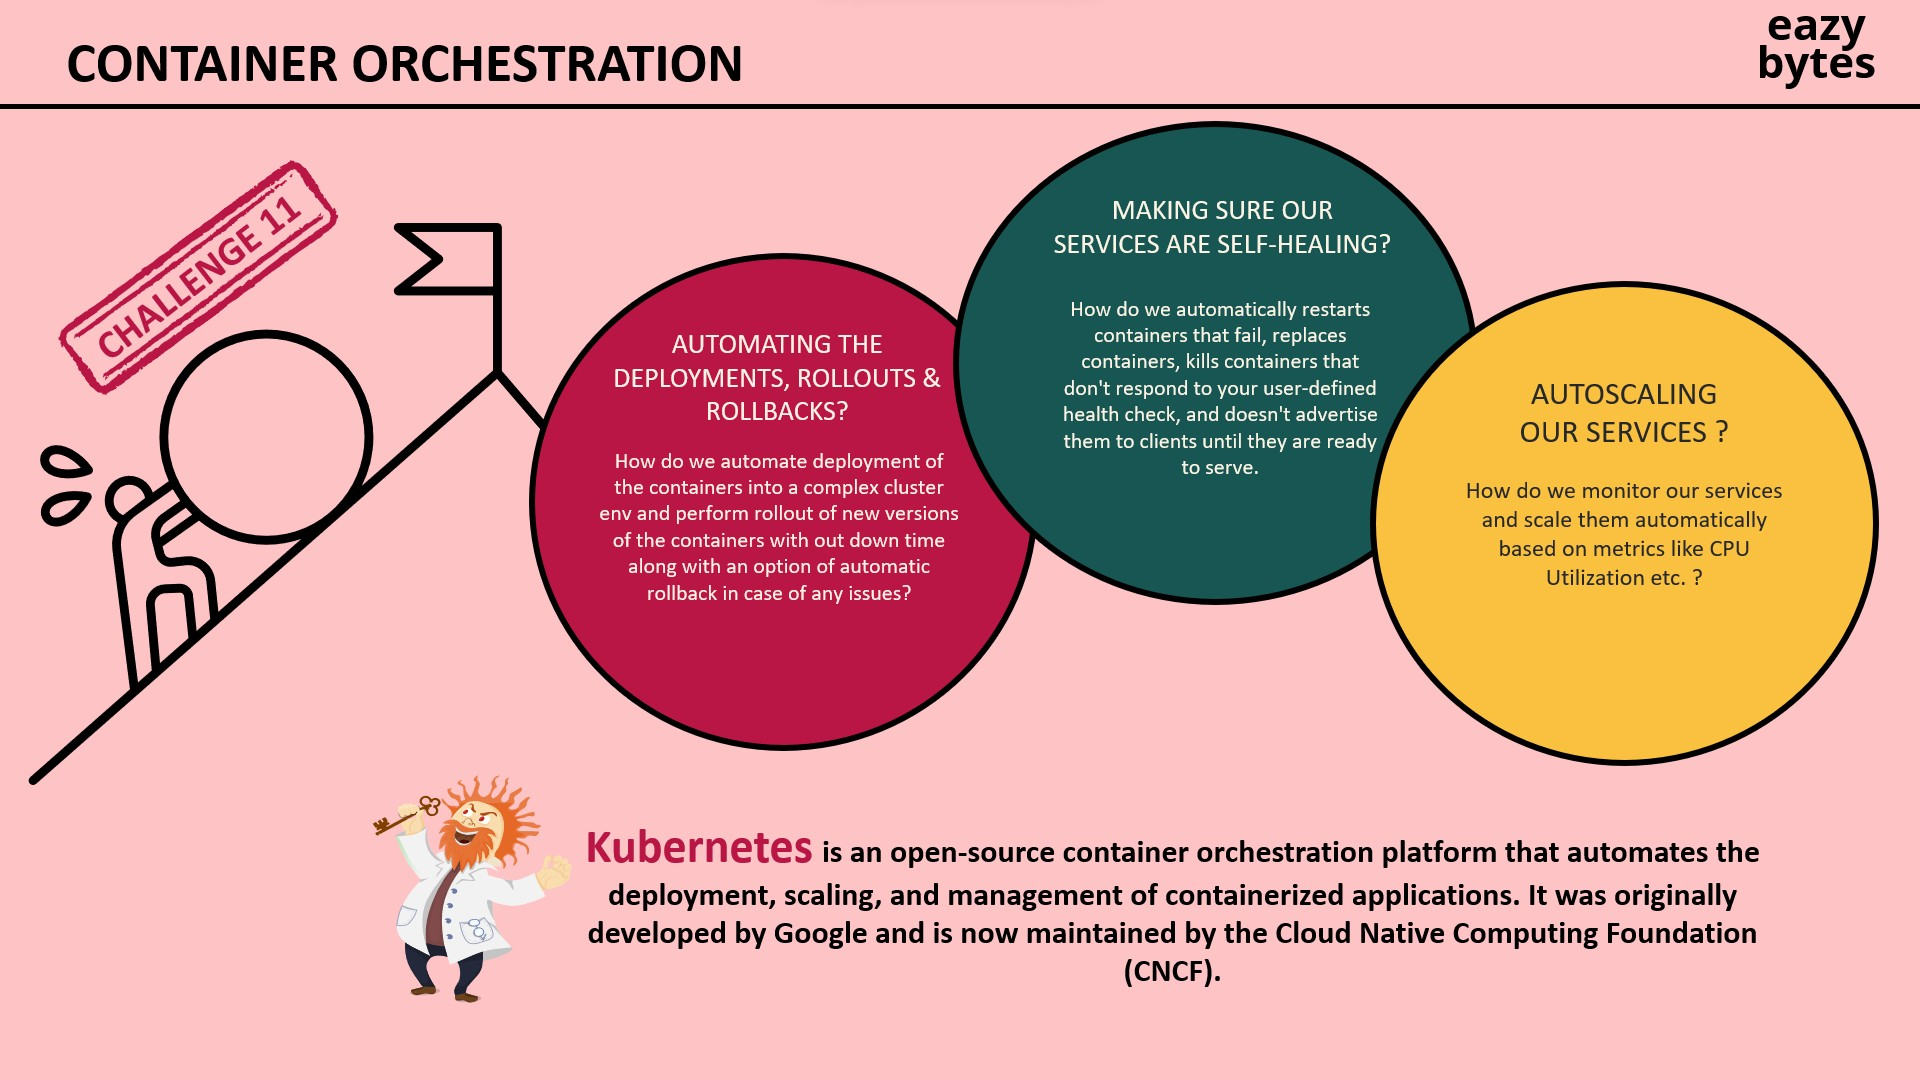 CONTAINER ORCHESTRATION
eazy
bytes
CHALLENGE 11
AUTOMATING THE
DEPLOYMENTS, ROLLOUTS &
ROLLBACKS?
How do we automate deployment of
the containers into a complex cluster
env and perform rollout of new versions
of the containers with out down time
along with an option of automatic
rollback in case of any issues?
MAKING SURE OUR
SERVICES ARE SELF-HEALING?
How do we automatically restarts
containers that fail, replaces
containers, kills containers that
don't respond to your user-defined
health check, and doesn't advertise
them to clients until they are ready
to serve.
AUTOSCALING
OUR SERVICES ?
How do we monitor our services
and scale them automatically
based on metrics like CPU
Utilization etc. ?
Kubernetes is an open-source container orchestration platform that automates the
deployment, scaling, and management of containerized applications. It was originally
developed by Google and is now maintained by the Cloud Native Computing Foundation
(CNCF).